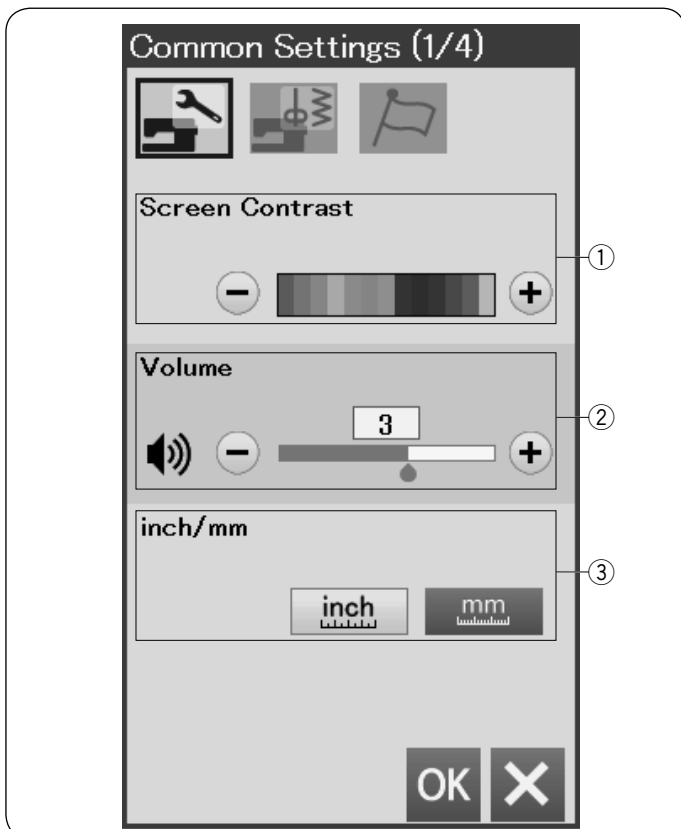 Common Settings (1/4)
Screen Contrast
− +
①
Volume
3
− +
②
inch/mm
inch mm
③
OK ×